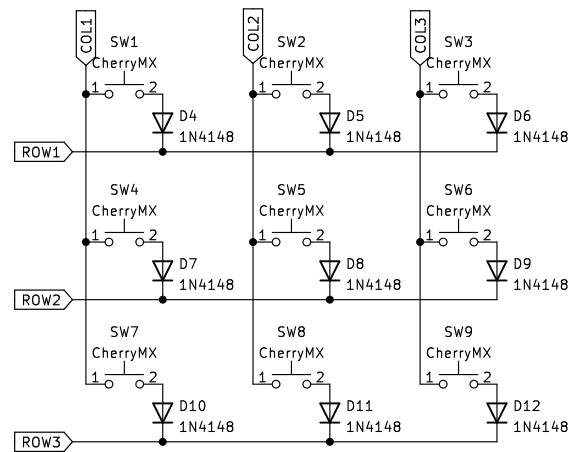 COL1
COL2
COL3
SW1
CherryMX
SW2
CherryMX
SW3
CherryMX
1 2
1 2
1 2
D4
1N4148
D5
1N4148
D6
1N4148
ROW1
SW4
CherryMX
SW5
CherryMX
SW6
CherryMX
1 2
1 2
1 2
D7
1N4148
D8
1N4148
D9
1N4148
ROW2
SW7
CherryMX
SW8
CherryMX
SW9
CherryMX
1 2
1 2
1 2
D10
1N4148
D11
1N4148
D12
1N4148
ROW3